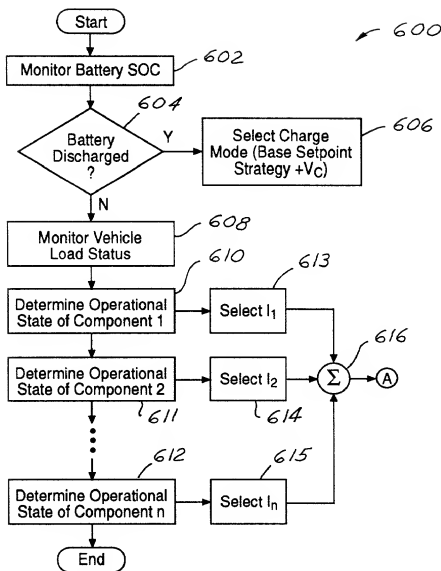 Start
600
Monitor Battery SOC
602
604
Battery
Discharged
?
Y
Select Charge
Mode (Base Setpoint
Strategy +VC)
606
N
Monitor Vehicle
Load Status
608
610
Determine Operational
State of Component 1
613
Select I1
616
Determine Operational
State of Component 2
611
Select I2
614
Σ
A
612
Determine Operational
State of Component n
615
Select In
End